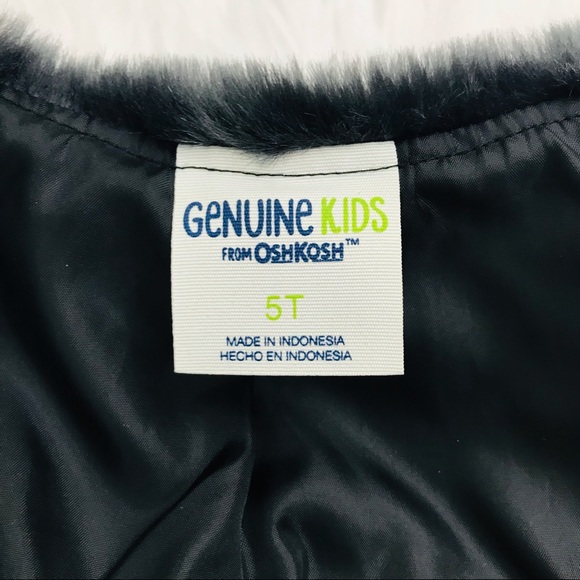 GENUINE KIDS
FROM OSHKOSH™
5T
MADE IN INDONESIA
HECHO EN INDONESIA